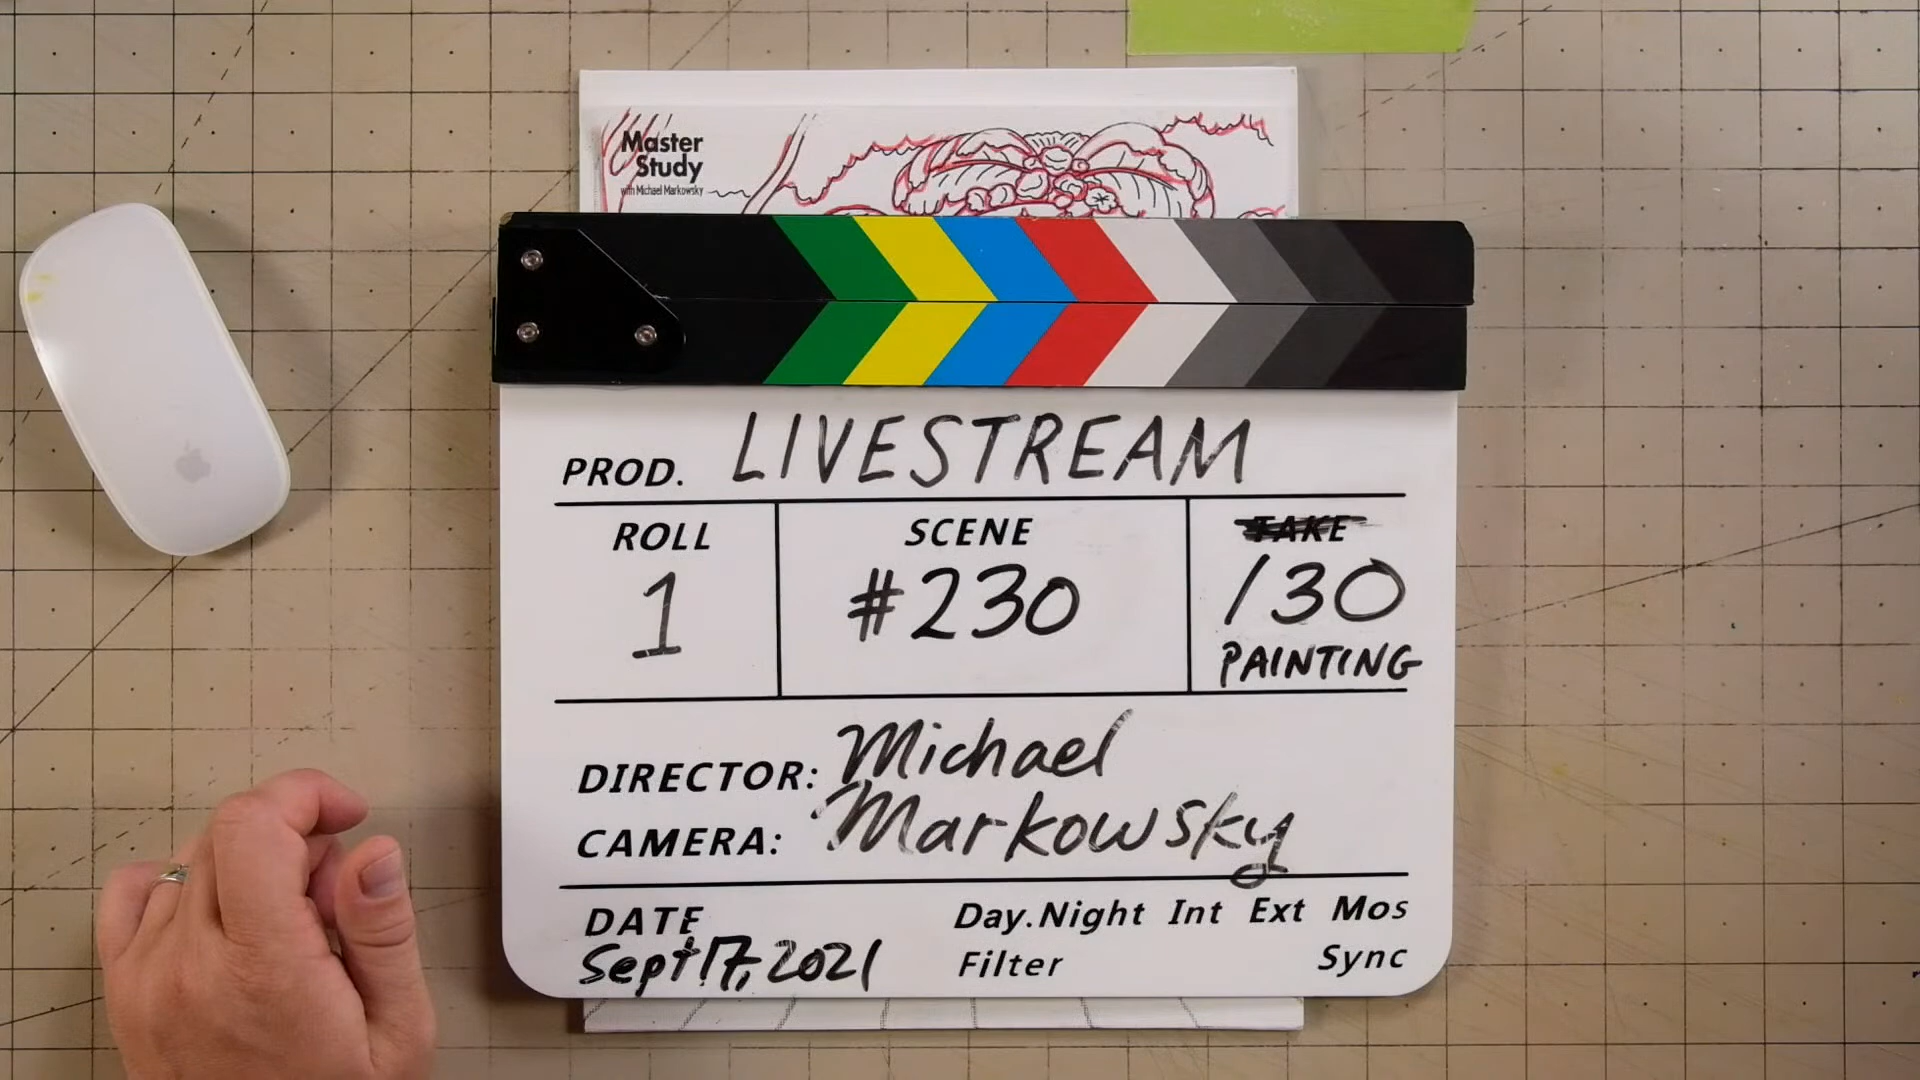 Master
Study
with Michael Markowsky
PROD. LIVESTREAM
ROLL SCENE TAKE
1 #230 /30
PAINTING
DIRECTOR: Michael
CAMERA: Markowsky
DATE Day.Night Int Ext Mos
Sept 17, 2021 Filter Sync